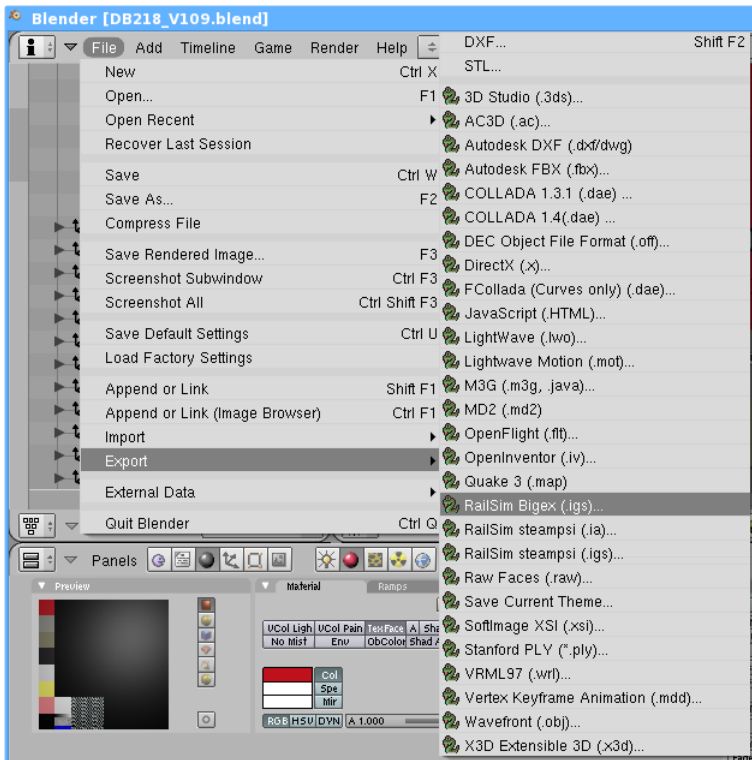 Blender [DB218_V109.blend]
File Add Timeline Game Render Help
New Ctrl X
Open... F1
Open Recent
Recover Last Session
Save Ctrl W
Save As... F2
Compress File
Save Rendered Image... F3
Screenshot Subwindow Ctrl F3
Screenshot All Ctrl Shift F3
Save Default Settings Ctrl U
Load Factory Settings
Append or Link Shift F1
Append or Link (Image Browser) Ctrl F1
Import
Export
External Data
Quit Blender Ctrl Q
DXF... Shift F2
STL...
3D Studio (.3ds)...
AC3D (.ac)...
Autodesk DXF (.dxf/dwg)
Autodesk FBX (.fbx)...
COLLADA 1.3.1 (.dae) ...
COLLADA 1.4(.dae) ...
DEC Object File Format (.off)...
DirectX (.x)...
FCollada (Curves only) (.dae)...
JavaScript (.HTML)...
LightWave (.lwo)...
Lightwave Motion (.mot)...
M3G (.m3g, .java)...
MD2 (.md2)
OpenFlight (.flt)...
OpenInventor (.iv)...
Quake 3 (.map)
RailSim Bigex (.igs)...
RailSim steampsi (.ia)...
RailSim steampsi (.igs)...
Raw Faces (.raw)...
Save Current Theme...
SoftImage XSI (.xsi)...
Stanford PLY (*.ply)...
VRML97 (.wrl)...
Vertex Keyframe Animation (.mdd)...
Wavefront (.obj)...
X3D Extensible 3D (.x3d)...
Panels
Preview
Material Ramps
VCol Ligh VCol Pain TexFace A Sha
No Mist Env ObColor Shad A
Col
Spe
Mir
RGB HSV DYN A 1.000